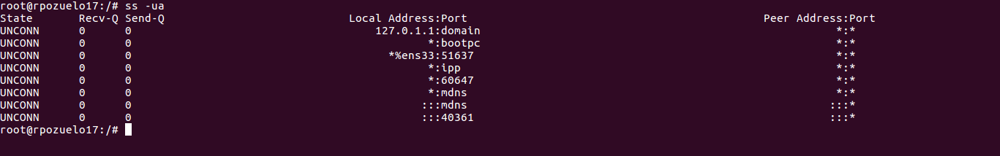 root@rpozuelo17:/# ss -ua
State Recv-Q Send-Q Local Address:Port Peer Address:Port
UNCONN 0 0 127.0.1.1:domain *:*
UNCONN 0 0 *:bootpc *:*
UNCONN 0 0 *%ens33:51637 *:*
UNCONN 0 0 *:ipp *:*
UNCONN 0 0 *:60647 *:*
UNCONN 0 0 *:mdns *:*
UNCONN 0 0 :::mdns :::*
UNCONN 0 0 :::40361 :::*
root@rpozuelo17:/#